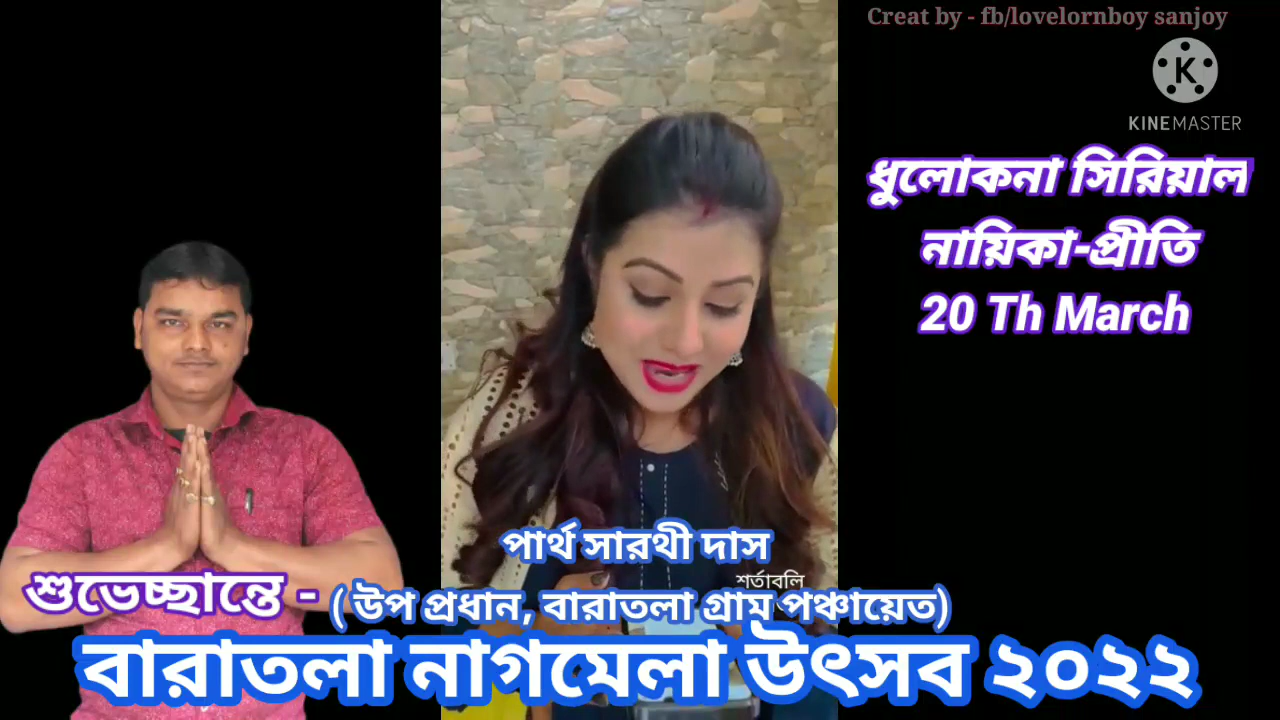 Creat by - fb/lovelornboy sanjoy
KINEMASTER
ধুলোকনা সিরিয়াল
নায়িকা-প্রীতি
20 Th March
পার্থ সারথী দাস
শর্তাবলি
শুভেচ্ছান্তে -
( উপ প্রধান, বারাতলা গ্রাম পঞ্চায়েত)
বারাতলা নাগমেলা উৎসব ২০২২